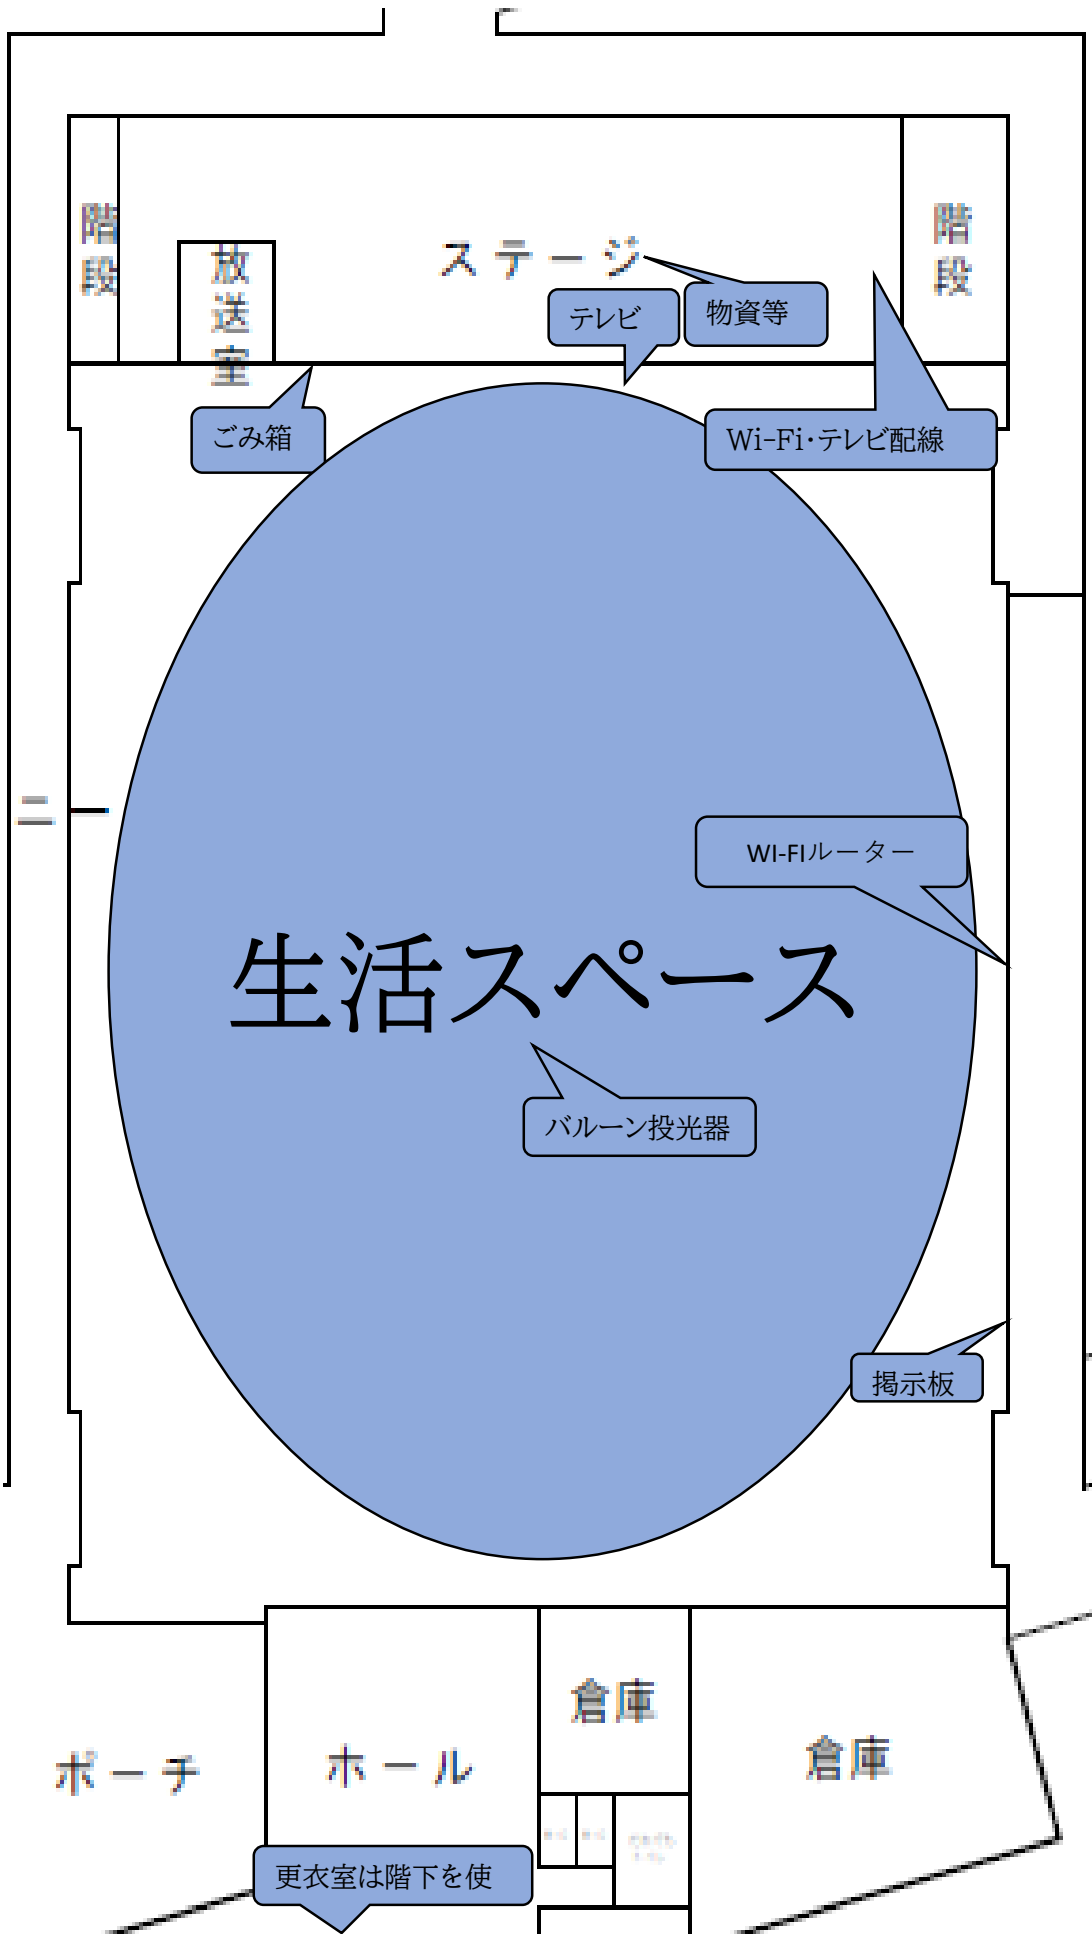 階段
放送室
ステージ
階段
テレビ
物資等
ごみ箱
Wi-Fi・テレビ配線
ニ
WI-FIルーター
生活スペース
バルーン投光器
掲示板
倉庫
ポーチ
ホール
倉庫
更衣室は階下を使